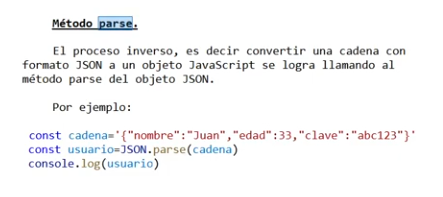 Método parse.
El proceso inverso, es decir convertir una cadena con
formato JSON a un objeto JavaScript se logra llamando al
método parse del objeto JSON.
Por ejemplo:
const cadena='{"nombre":"Juan","edad":33,"clave":"abc123"}'
const usuario=JSON.parse(cadena)
console.log(usuario)